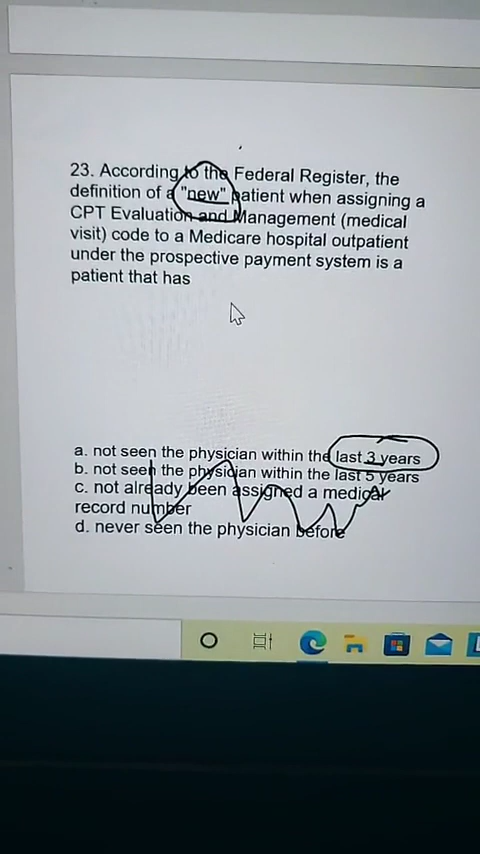 23. According to the Federal Register, the
definition of a "new" patient when assigning a
CPT Evaluation and Management (medical
visit) code to a Medicare hospital outpatient
under the prospective payment system is a
patient that has
a. not seen the physician within the last 3 years
b. not seen the physician within the last 5 years
c. not already been assigned a medical
record number
d. never seen the physician before